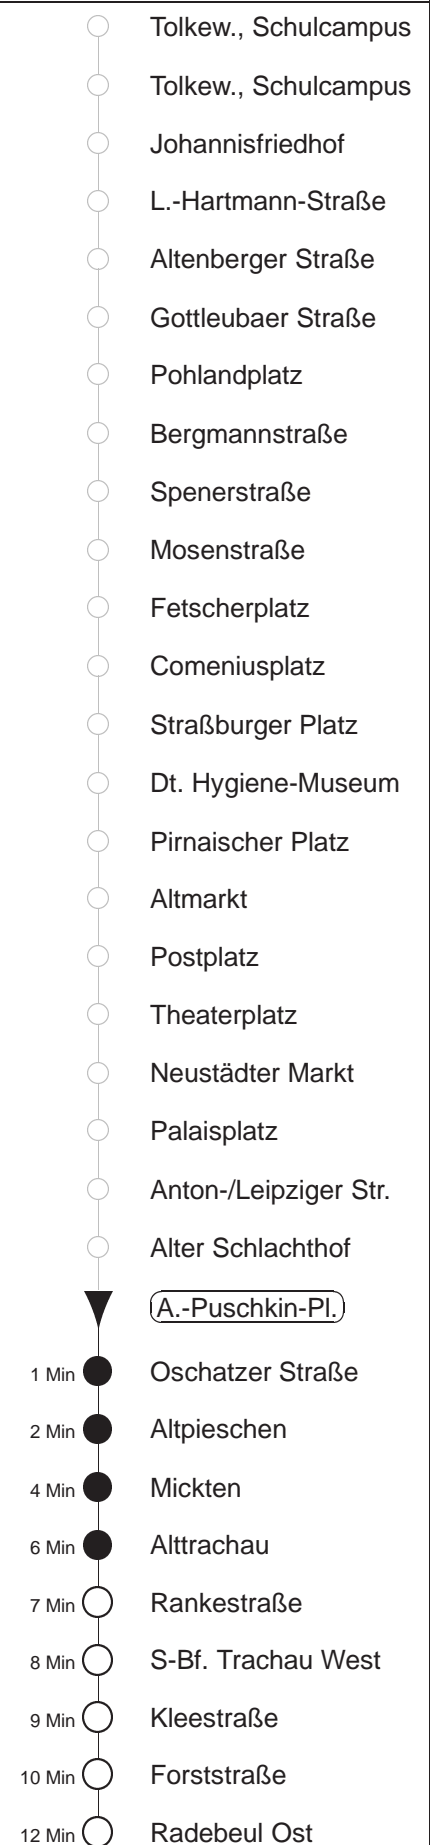 Tolkew., Schulcampus
Tolkew., Schulcampus
Johannisfriedhof
L.-Hartmann-Straße
Altenberger Straße
Gottleubaer Straße
Pohlandplatz
Bergmannstraße
Spenerstraße
Mosenstraße
Fetscherplatz
Comeniusplatz
Straßburger Platz
Dt. Hygiene-Museum
Pirnaischer Platz
Altmarkt
Postplatz
Theaterplatz
Neustädter Markt
Palaisplatz
Anton-/Leipziger Str.
Alter Schlachthof
A.-Puschkin-Pl.
1 Min Oschatzer Straße
2 Min Altpieschen
4 Min Mickten
6 Min Alttrachau
7 Min Rankestraße
8 Min S-Bf. Trachau West
9 Min Kleestraße
10 Min Forststraße
12 Min Radebeul Ost